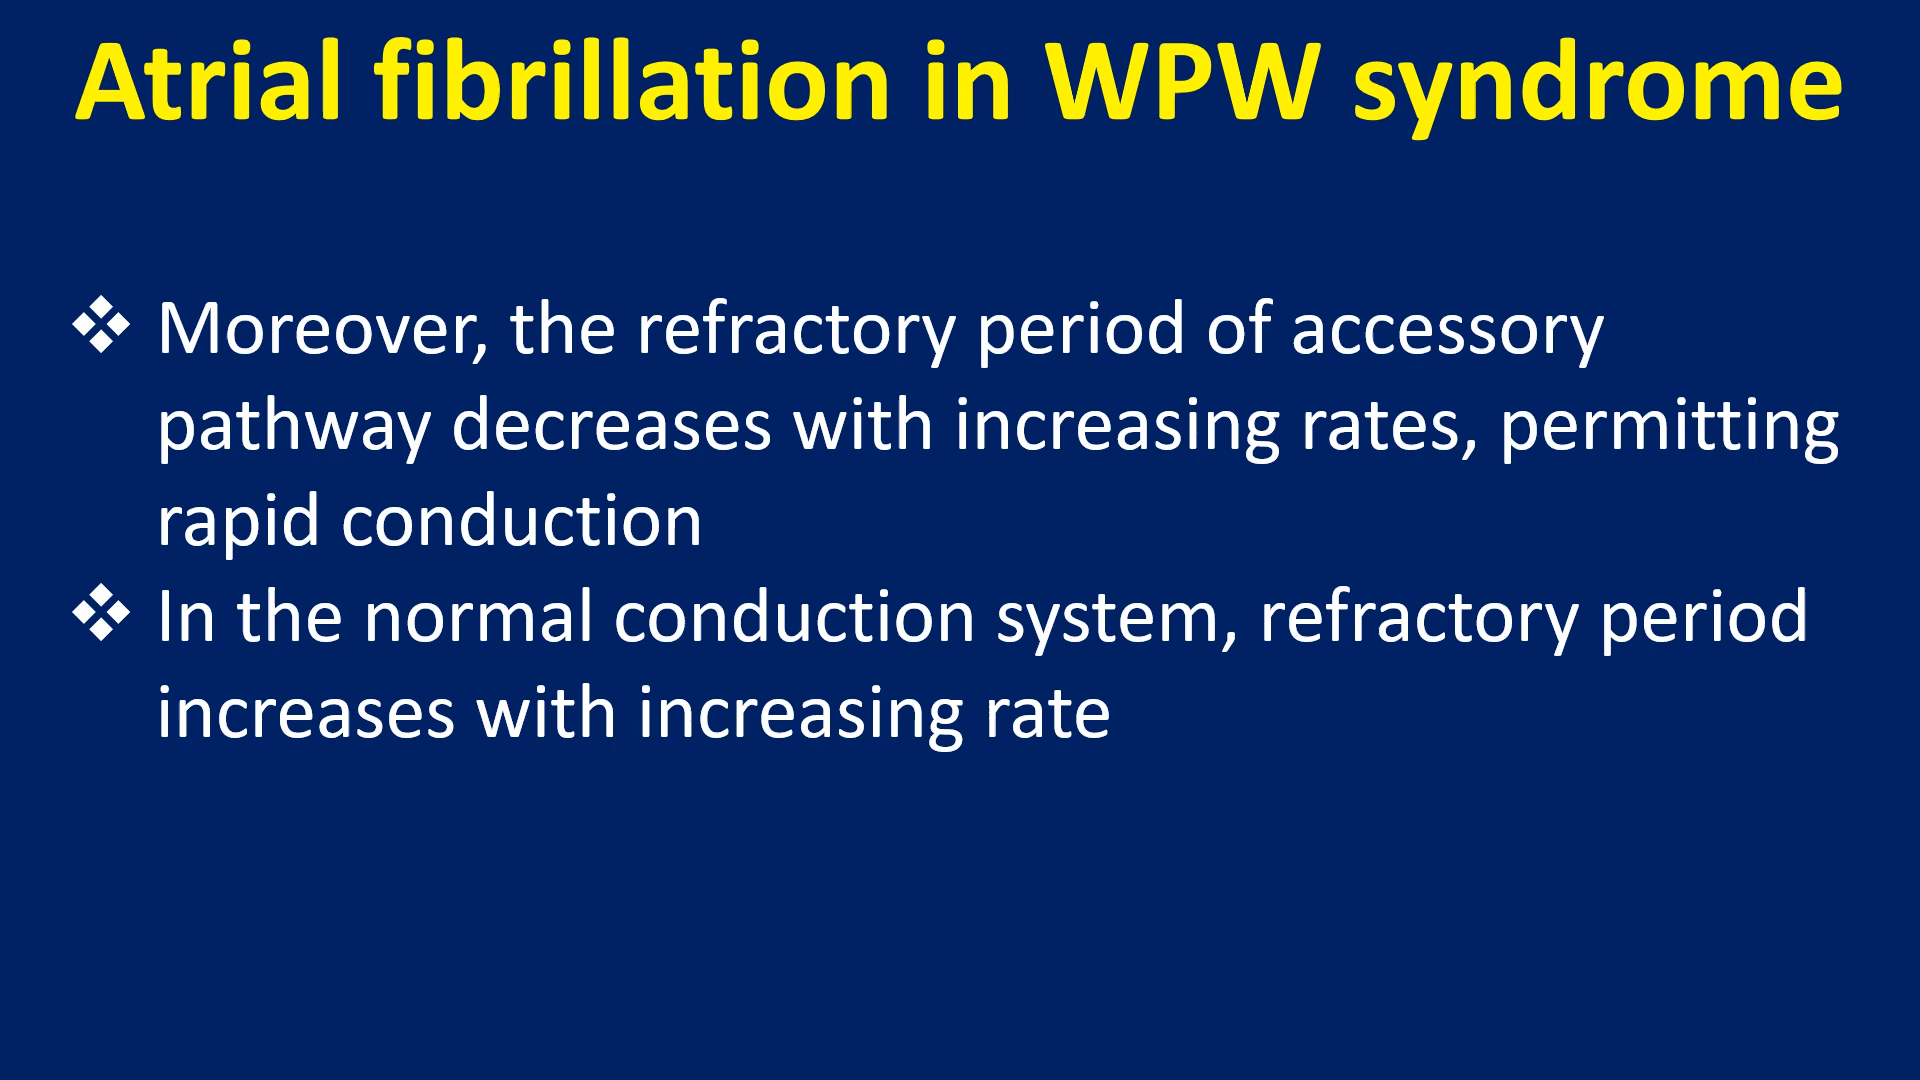 Atrial fibrillation in WPW syndrome
❖ Moreover, the refractory period of accessory
pathway decreases with increasing rates, permitting
rapid conduction
❖ In the normal conduction system, refractory period
increases with increasing rate